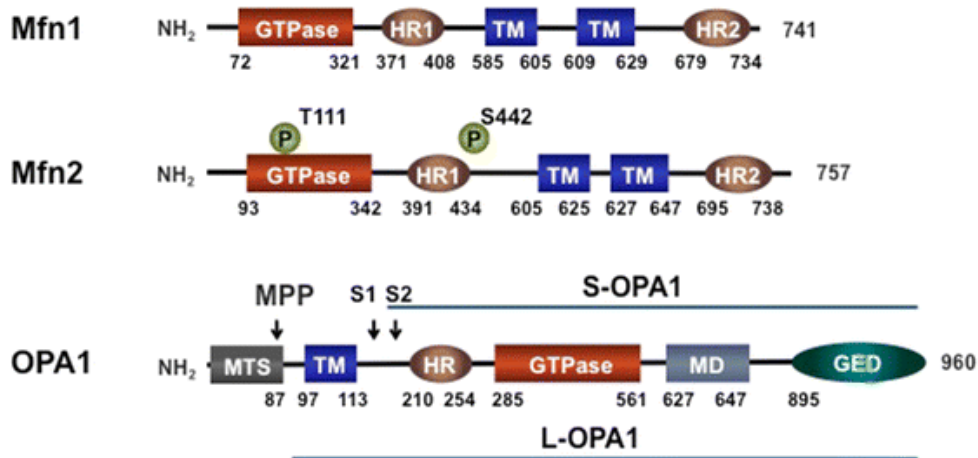 Mfn1 NH2 GTPase HR1 TM TM HR2 741
72 321 371 408 585 605 609 629 679 734
P T111 P S442
Mfn2 NH2 GTPase HR1 TM TM HR2 757
93 342 391 434 605 625 627 647 695 738
MPP S1 S2 S-OPA1
OPA1 NH2 MTS TM HR GTPase MD GED 960
87 97 113 210 254 285 561 627 647 895
L-OPA1